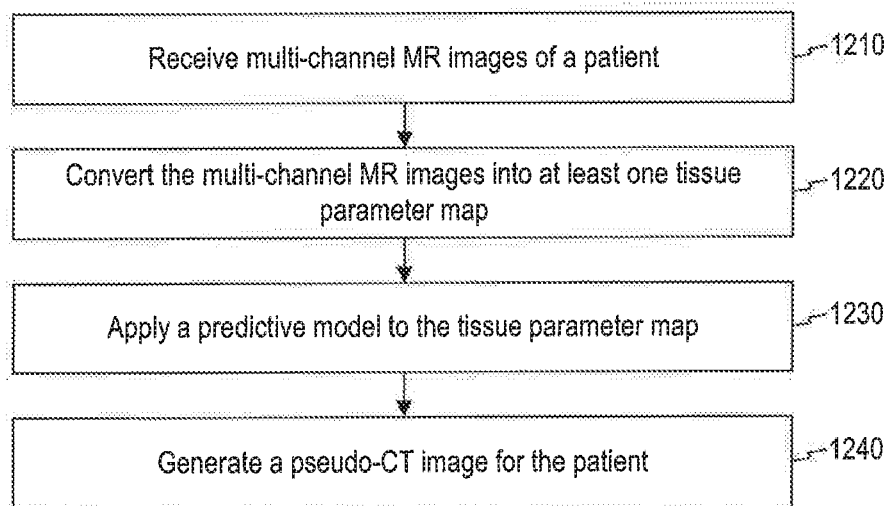 Receive multi-channel MR images of a patient
1210
Convert the multi-channel MR images into at least one tissue
parameter map
1220
Apply a predictive model to the tissue parameter map
1230
Generate a pseudo-CT image for the patient
1240